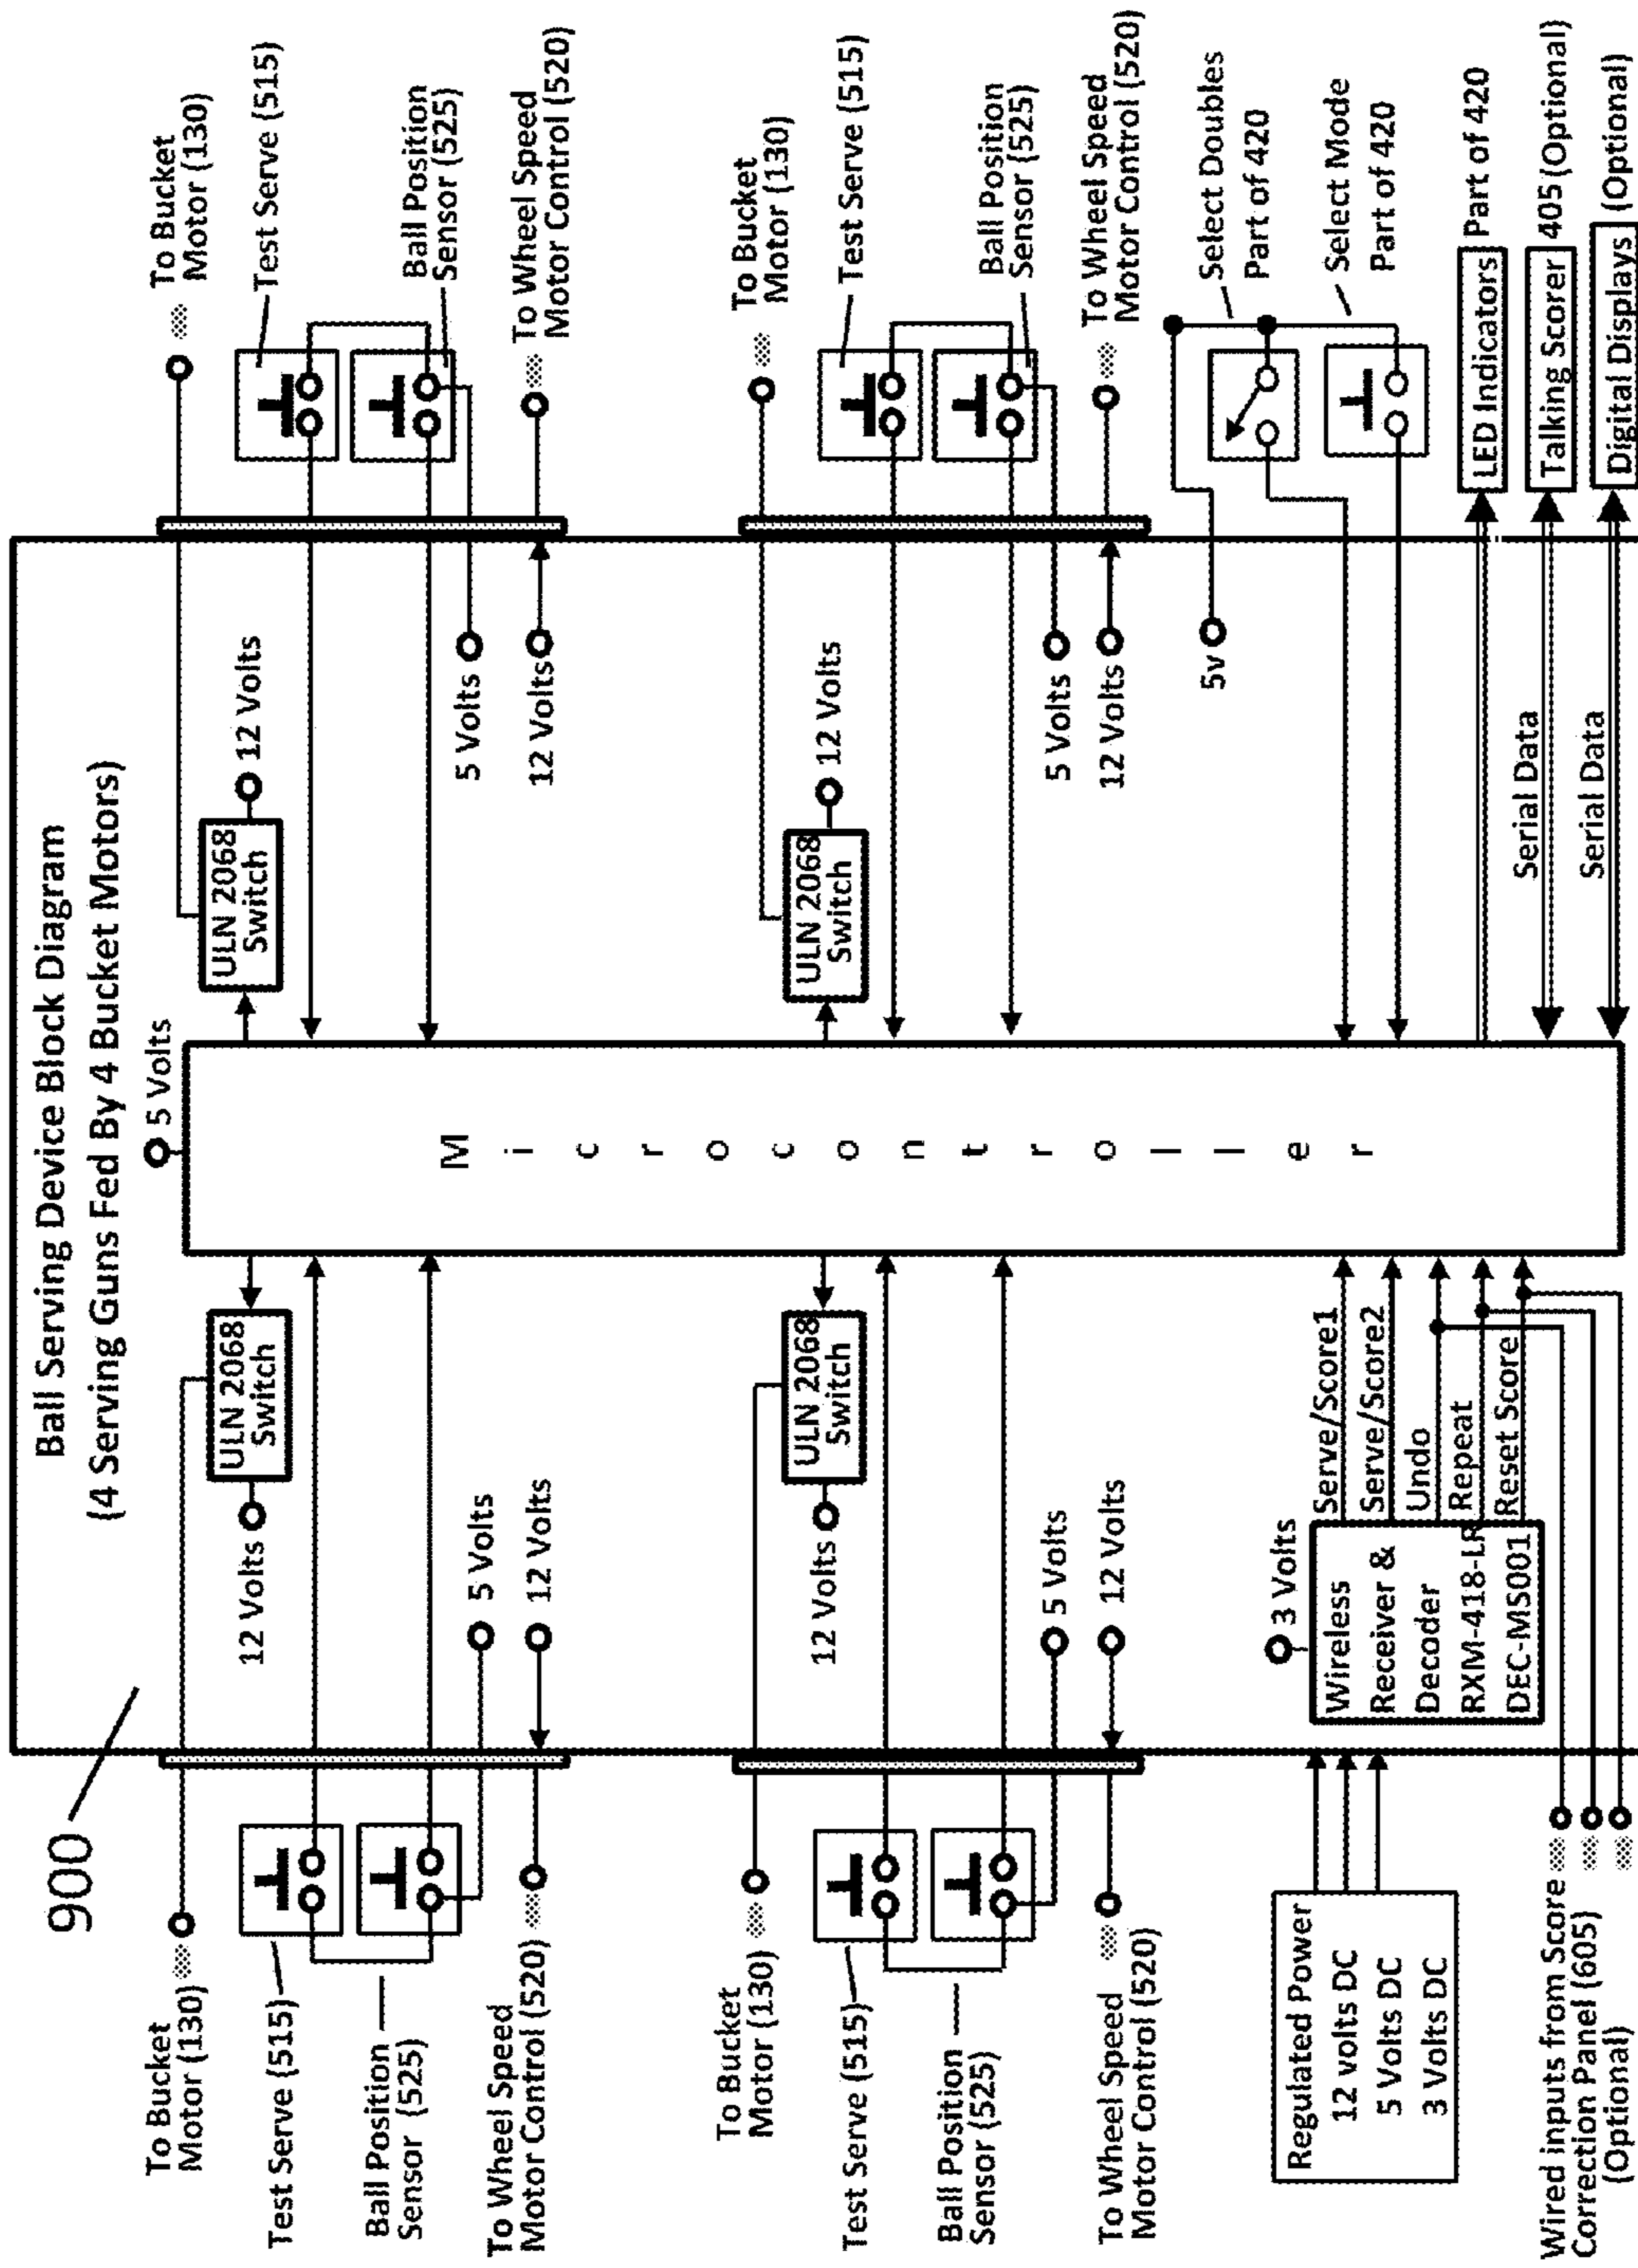 Ball Serving Device Block Diagram
(4 Serving Guns Fed By 4 Bucket Motors)
900
5 Volts
M i c r o c o n t r o l l e r
To Bucket
Motor (130)
ULN 2068
Switch
12 Volts
Test Serve (515)
Ball Position
Sensor (525)
5 Volts
12 Volts
To Wheel Speed
Motor Control (520)
To Bucket
Motor (130)
ULN 2068
Switch
12 Volts
Test Serve (515)
Ball Position
Sensor (525)
5 Volts
12 Volts
To Wheel Speed
Motor Control (520)
To Bucket
Motor (130)
ULN 2068
Switch
12 Volts
Test Serve (515)
Ball Position
Sensor (525)
5 Volts
12 Volts
To Wheel Speed
Motor Control (520)
To Bucket
Motor (130)
ULN 2068
Switch
12 Volts
Test Serve (515)
Ball Position
Sensor (525)
5 Volts
12 Volts
To Wheel Speed
Motor Control (520)
Regulated Power
12 volts DC
5 Volts DC
3 Volts DC
3 Volts
Wireless
Receiver &
Decoder
RXM-418-LR
DEC-MS001
Serve/Score1
Serve/Score2
Undo
Repeat
Reset Score
Wired inputs from Score
Correction Panel (605)
(Optional)
5v
Select Doubles
Part of 420
Select Mode
Part of 420
LED Indicators Part of 420
Serial Data
Talking Scorer 405 (Optional)
Serial Data
Digital Displays (Optional)